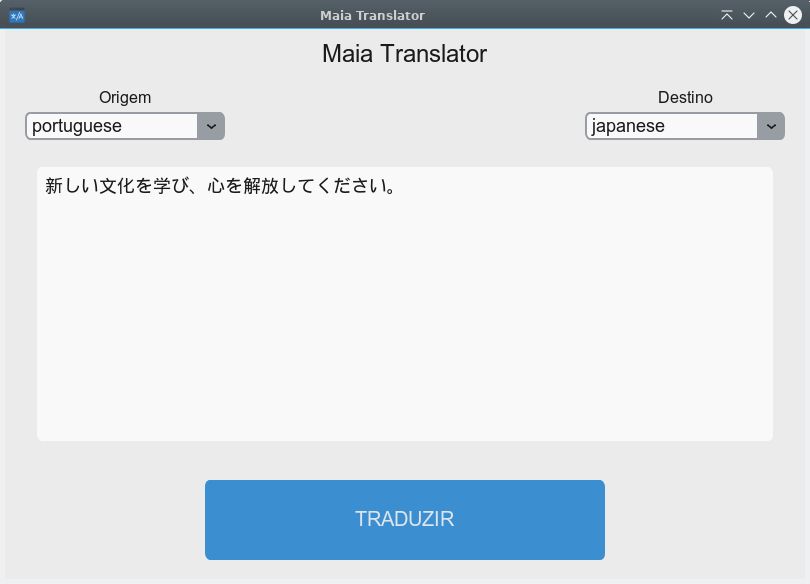 Maia Translator
Maia Translator
Origem
Destino
portuguese
japanese
新しい文化を学び、心を解放してください。
TRADUZIR